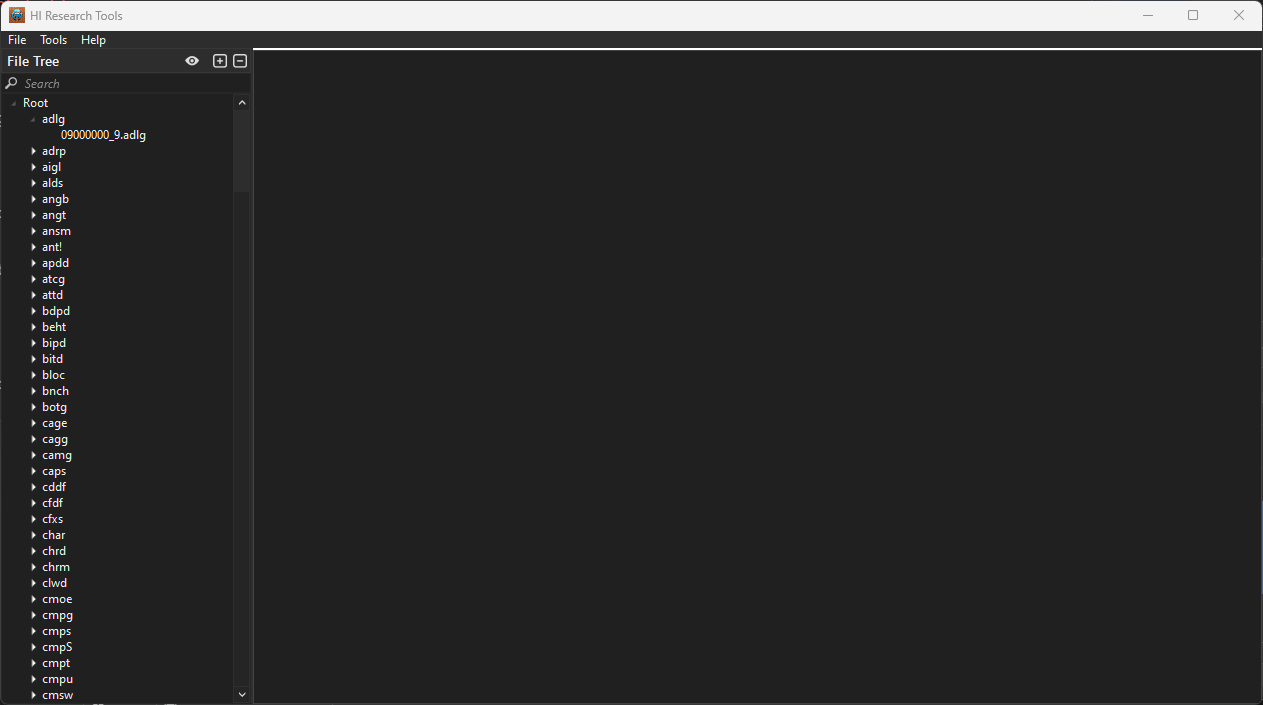 HI Research Tools
File Tools Help
File Tree
Search
Root
adlg
09000000_9.adlg
adrp
aigl
alds
angb
angt
ansm
ant!
apdd
atcg
attd
bdpd
beht
bipd
bitd
bloc
bnch
botg
cage
cagg
camg
caps
cddf
cfdf
cfxs
char
chrd
chrm
clwd
cmoe
cmpg
cmps
cmpS
cmpt
cmpu
cmsw